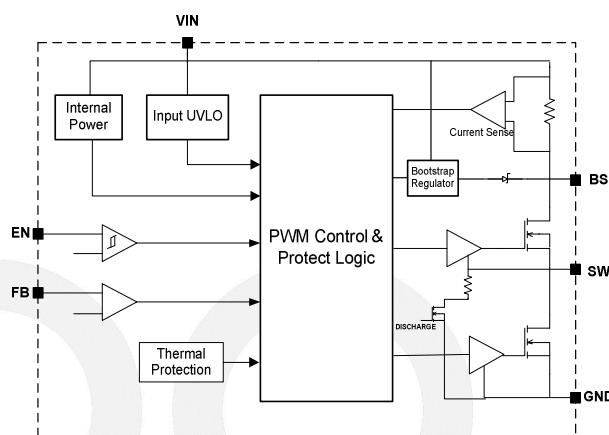 VIN
Internal
Power
Input UVLO
Current Sense
Bootstrap
Regulator
BS
EN
PWM Control &
Protect Logic
SW
FB
DISCHARGE
Thermal
Protection
GND